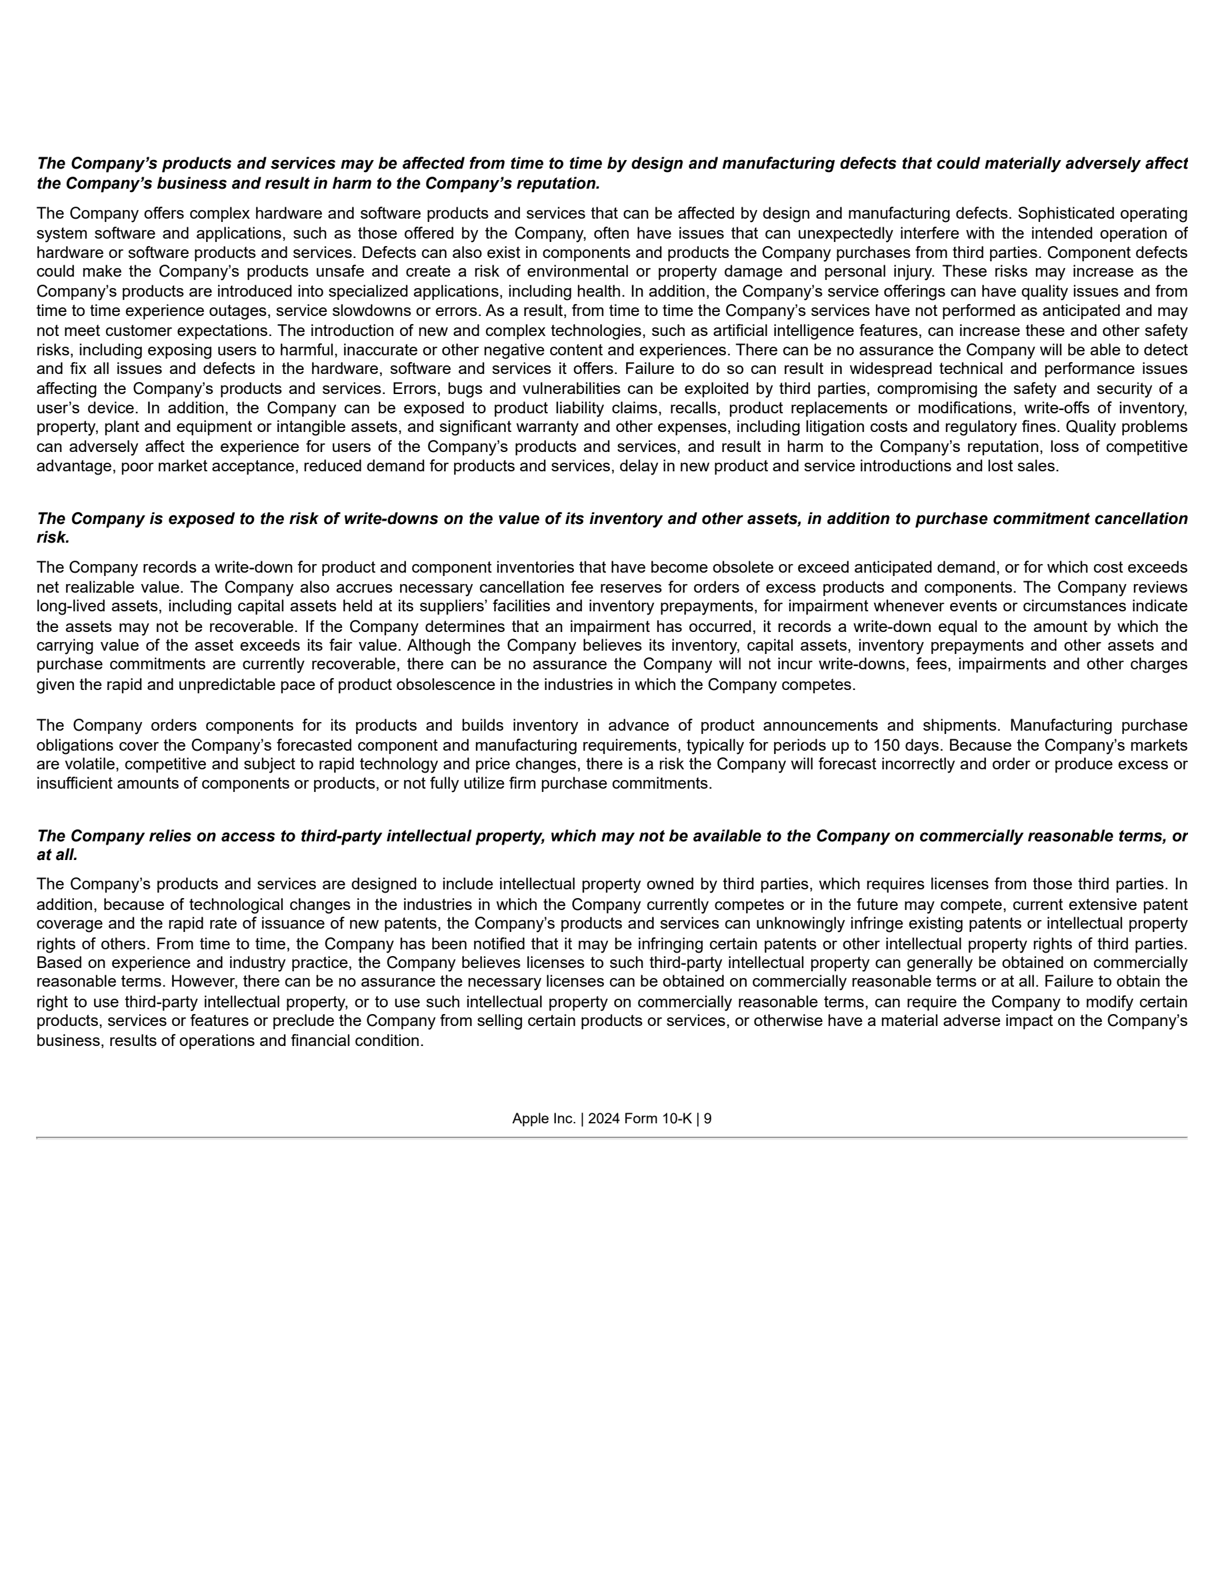 The Company’s products and services may be affected from time to time by design and manufacturing defects that could materially adversely affect
the Company’s business and result in harm to the Company’s reputation.
The Company offers complex hardware and software products and services that can be affected by design and manufacturing defects. Sophisticated operating
system software and applications, such as those offered by the Company, often have issues that can unexpectedly interfere with the intended operation of
hardware or software products and services. Defects can also exist in components and products the Company purchases from third parties. Component defects
could make the Company’s products unsafe and create a risk of environmental or property damage and personal injury. These risks may increase as the
Company’s products are introduced into specialized applications, including health. In addition, the Company’s service offerings can have quality issues and from
time to time experience outages, service slowdowns or errors. As a result, from time to time the Company’s services have not performed as anticipated and may
not meet customer expectations. The introduction of new and complex technologies, such as artificial intelligence features, can increase these and other safety
risks, including exposing users to harmful, inaccurate or other negative content and experiences. There can be no assurance the Company will be able to detect
and fix all issues and defects in the hardware, software and services it offers. Failure to do so can result in widespread technical and performance issues
affecting the Company’s products and services. Errors, bugs and vulnerabilities can be exploited by third parties, compromising the safety and security of a
user’s device. In addition, the Company can be exposed to product liability claims, recalls, product replacements or modifications, write-offs of inventory,
property, plant and equipment or intangible assets, and significant warranty and other expenses, including litigation costs and regulatory fines. Quality problems
can adversely affect the experience for users of the Company’s products and services, and result in harm to the Company’s reputation, loss of competitive
advantage, poor market acceptance, reduced demand for products and services, delay in new product and service introductions and lost sales.
The Company is exposed to the risk of write-downs on the value of its inventory and other assets, in addition to purchase commitment cancellation
risk.
The Company records a write-down for product and component inventories that have become obsolete or exceed anticipated demand, or for which cost exceeds
net realizable value. The Company also accrues necessary cancellation fee reserves for orders of excess products and components. The Company reviews
long-lived assets, including capital assets held at its suppliers’ facilities and inventory prepayments, for impairment whenever events or circumstances indicate
the assets may not be recoverable. If the Company determines that an impairment has occurred, it records a write-down equal to the amount by which the
carrying value of the asset exceeds its fair value. Although the Company believes its inventory, capital assets, inventory prepayments and other assets and
purchase commitments are currently recoverable, there can be no assurance the Company will not incur write-downs, fees, impairments and other charges
given the rapid and unpredictable pace of product obsolescence in the industries in which the Company competes.
The Company orders components for its products and builds inventory in advance of product announcements and shipments. Manufacturing purchase
obligations cover the Company’s forecasted component and manufacturing requirements, typically for periods up to 150 days. Because the Company’s markets
are volatile, competitive and subject to rapid technology and price changes, there is a risk the Company will forecast incorrectly and order or produce excess or
insufficient amounts of components or products, or not fully utilize firm purchase commitments.
The Company relies on access to third-party intellectual property, which may not be available to the Company on commercially reasonable terms, or
at all.
The Company’s products and services are designed to include intellectual property owned by third parties, which requires licenses from those third parties. In
addition, because of technological changes in the industries in which the Company currently competes or in the future may compete, current extensive patent
coverage and the rapid rate of issuance of new patents, the Company’s products and services can unknowingly infringe existing patents or intellectual property
rights of others. From time to time, the Company has been notified that it may be infringing certain patents or other intellectual property rights of third parties.
Based on experience and industry practice, the Company believes licenses to such third-party intellectual property can generally be obtained on commercially
reasonable terms. However, there can be no assurance the necessary licenses can be obtained on commercially reasonable terms or at all. Failure to obtain the
right to use third-party intellectual property, or to use such intellectual property on commercially reasonable terms, can require the Company to modify certain
products, services or features or preclude the Company from selling certain products or services, or otherwise have a material adverse impact on the Company’s
business, results of operations and financial condition.
Apple Inc. | 2024 Form 10-K | 9